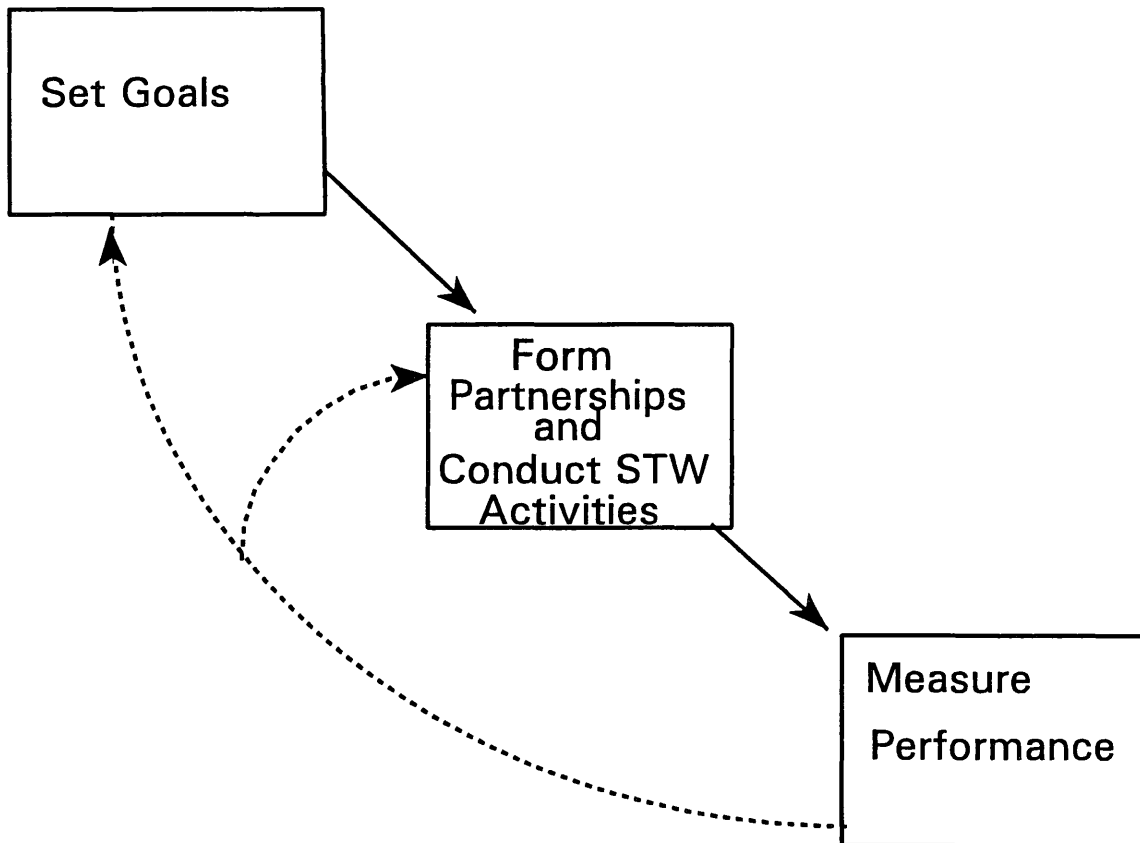 Set Goals
Form
Partnerships
and
Conduct STW
Activities
Measure
Performance